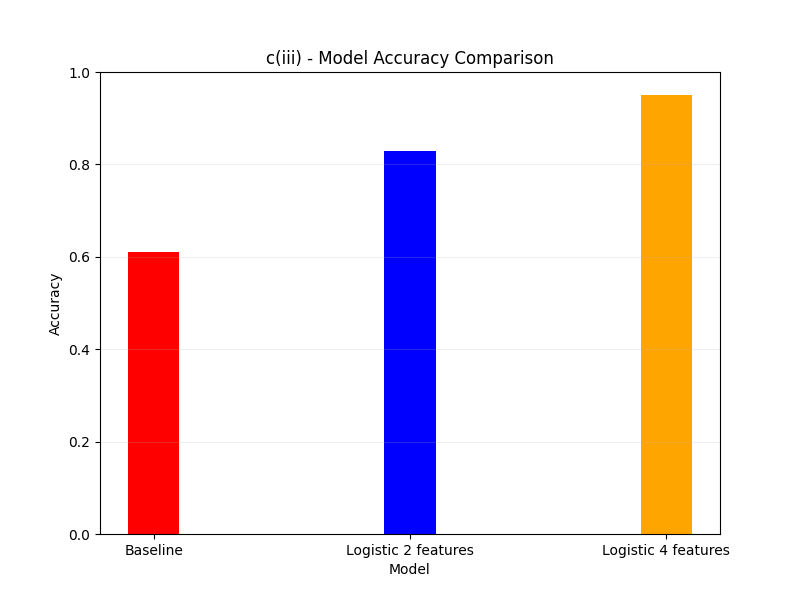 c(iii) - Model Accuracy Comparison
1.0
0.8
0.6
0.4
0.2
0.0
Accuracy
Baseline Logistic 2 features Logistic 4 features
Model